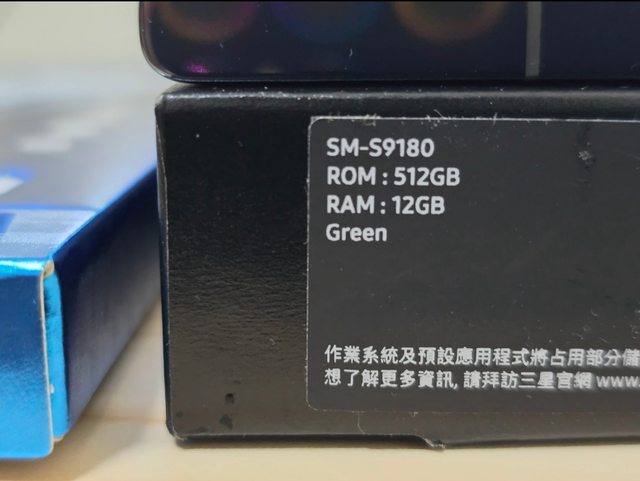 SM-S9180
ROM : 512GB
RAM : 12GB
Green
作業系統及預設應用程式將占用部分儲
想了解更多資訊, 請拜訪三星官網 www.